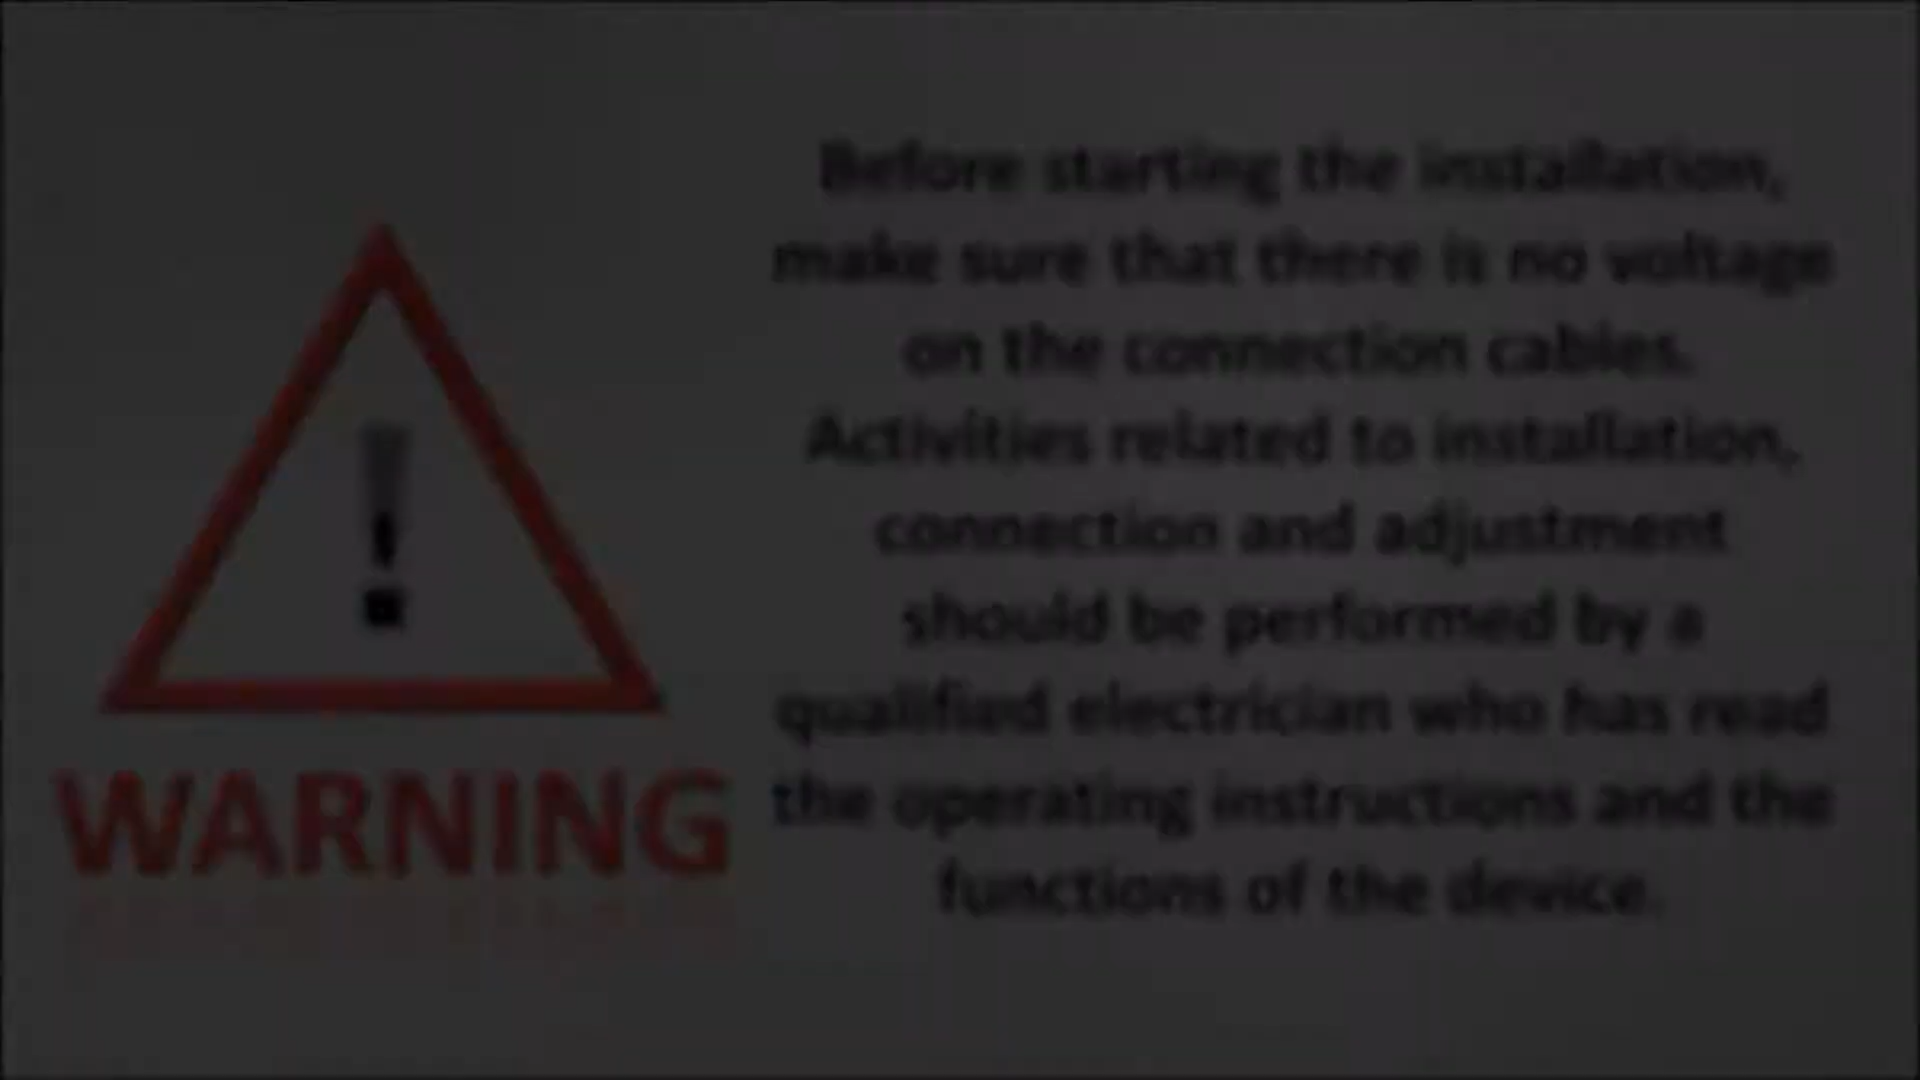 Before starting the installation,
make sure that there is no voltage
on the connection cables.
Activities related to installation,
connection and adjustment
should be performed by a
qualified electrician who has read
the operating instructions and the
functions of the device.
!
WARNING